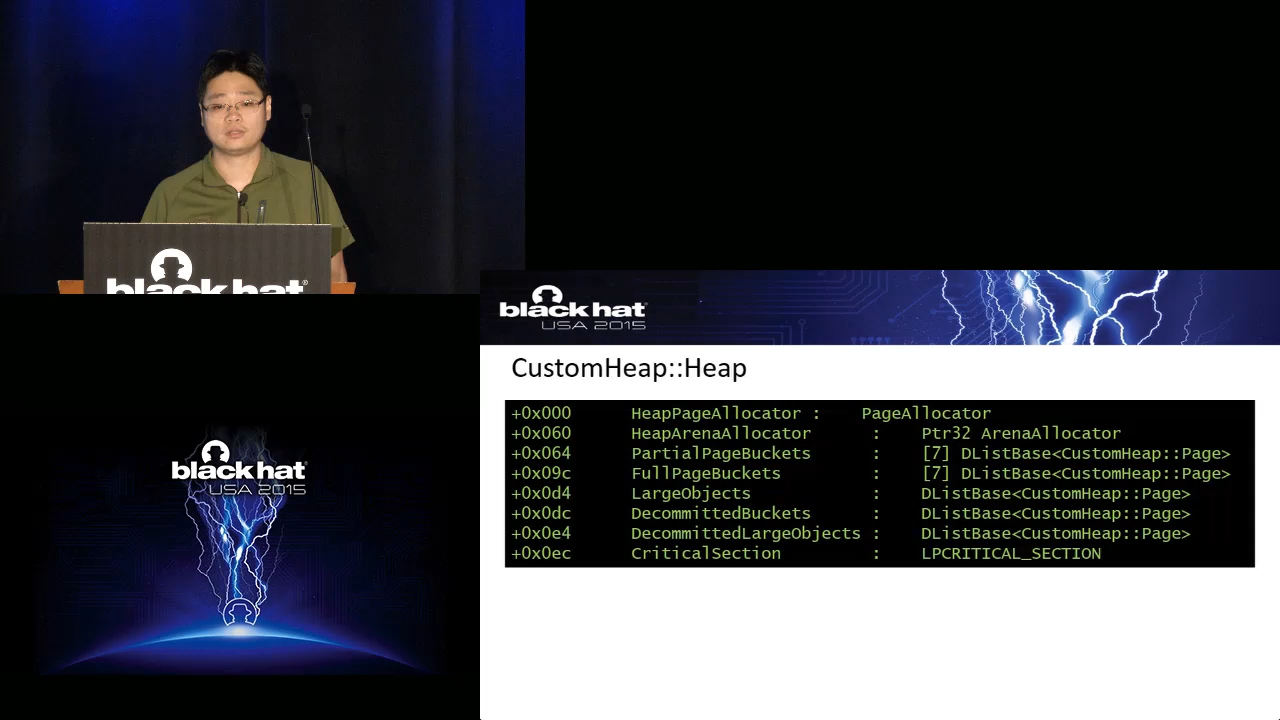 black hat®
black hat
USA 2015
CustomHeap::Heap
+0x000 HeapPageAllocator : PageAllocator
+0x060 HeapArenaAllocator : Ptr32 ArenaAllocator
+0x064 PartialPageBuckets : [7] DListBase<CustomHeap::Page>
+0x09c FullPageBuckets : [7] DListBase<CustomHeap::Page>
+0x0d4 LargeObjects : DListBase<CustomHeap::Page>
+0x0dc DecommittedBuckets : DListBase<CustomHeap::Page>
+0x0e4 DecommittedLargeObjects : DListBase<CustomHeap::Page>
+0x0ec CriticalSection : LPCRITICAL_SECTION
black hat
USA 2015